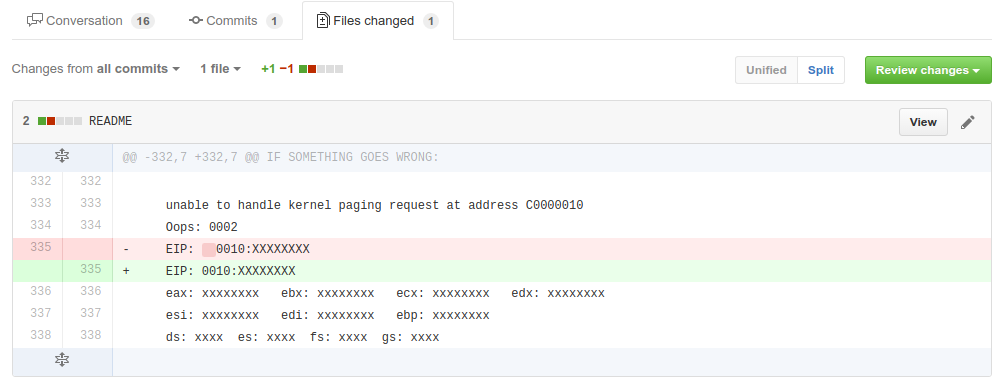 Conversation 16 Commits 1 Files changed 1
Changes from all commits 1 file +1 −1 Unified Split Review changes
2 README View
@@ -332,7 +332,7 @@ IF SOMETHING GOES WRONG:
332 332
333 333 unable to handle kernel paging request at address C0000010
334 334 Oops: 0002
335 - EIP:   0010:XXXXXXXX
335 + EIP: 0010:XXXXXXXX
336 336 eax: xxxxxxxx   ebx: xxxxxxxx   ecx: xxxxxxxx   edx: xxxxxxxx
337 337 esi: xxxxxxxx   edi: xxxxxxxx   ebp: xxxxxxxx
338 338 ds: xxxx  es: xxxx  fs: xxxx  gs: xxxx